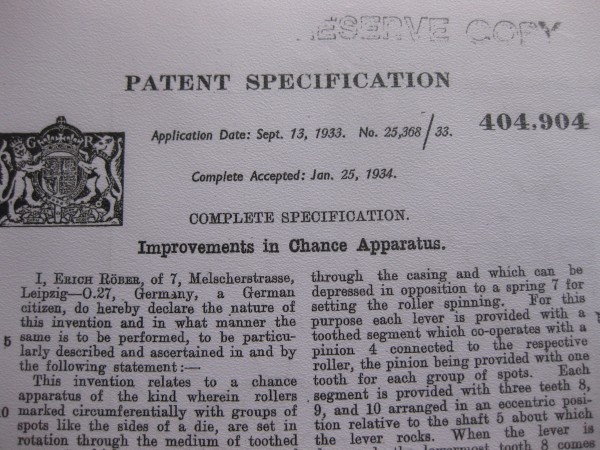 RESERVE COPY
PATENT SPECIFICATION
Application Date: Sept. 13, 1933. No. 25,368/33.
404,904
Complete Accepted: Jan. 25, 1934.
G R
COMPLETE SPECIFICATION.
Improvements in Chance Apparatus.
I, ERICH RÖBER, of 7, Melscherstrasse,
Leipzig—O.27, Germany, a German
citizen, do hereby declare the nature of
this invention and in what manner the
5 same is to be performed, to be particu-
larly described and ascertained in and by
the following statement:—
This invention relates to a chance
apparatus of the kind wherein rollers
10 marked circumferentially with groups of
spots like the sides of a die, are set in
rotation through the medium of toothed
through the casing and which can be
depressed in opposition to a spring 7 for
setting the roller spinning. For this
purpose each lever is provided with a
toothed segment which co-operates with a
pinion 4 connected to the respective
roller, the pinion being provided with one
tooth for each group of spots. Each
segment is provided with three teeth 8,
9, and 10 arranged in an eccentric posi-
tion relative to the shaft 5 about which
the lever rocks. When the lever is
lowermost tooth 8 comes